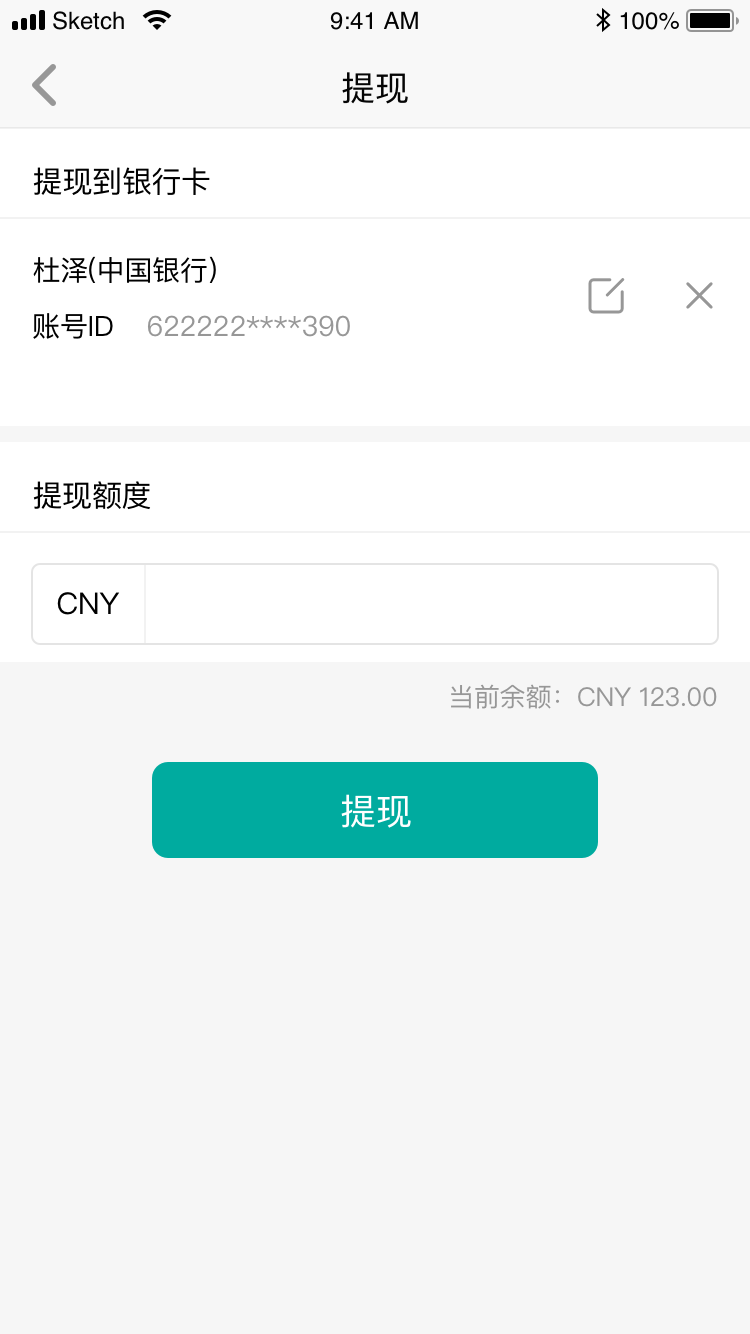 Sketch 9:41 AM 100%
提现
提现到银行卡
杜泽(中国银行)
账号ID 622222****390
提现额度
CNY
当前余额：CNY 123.00
提现